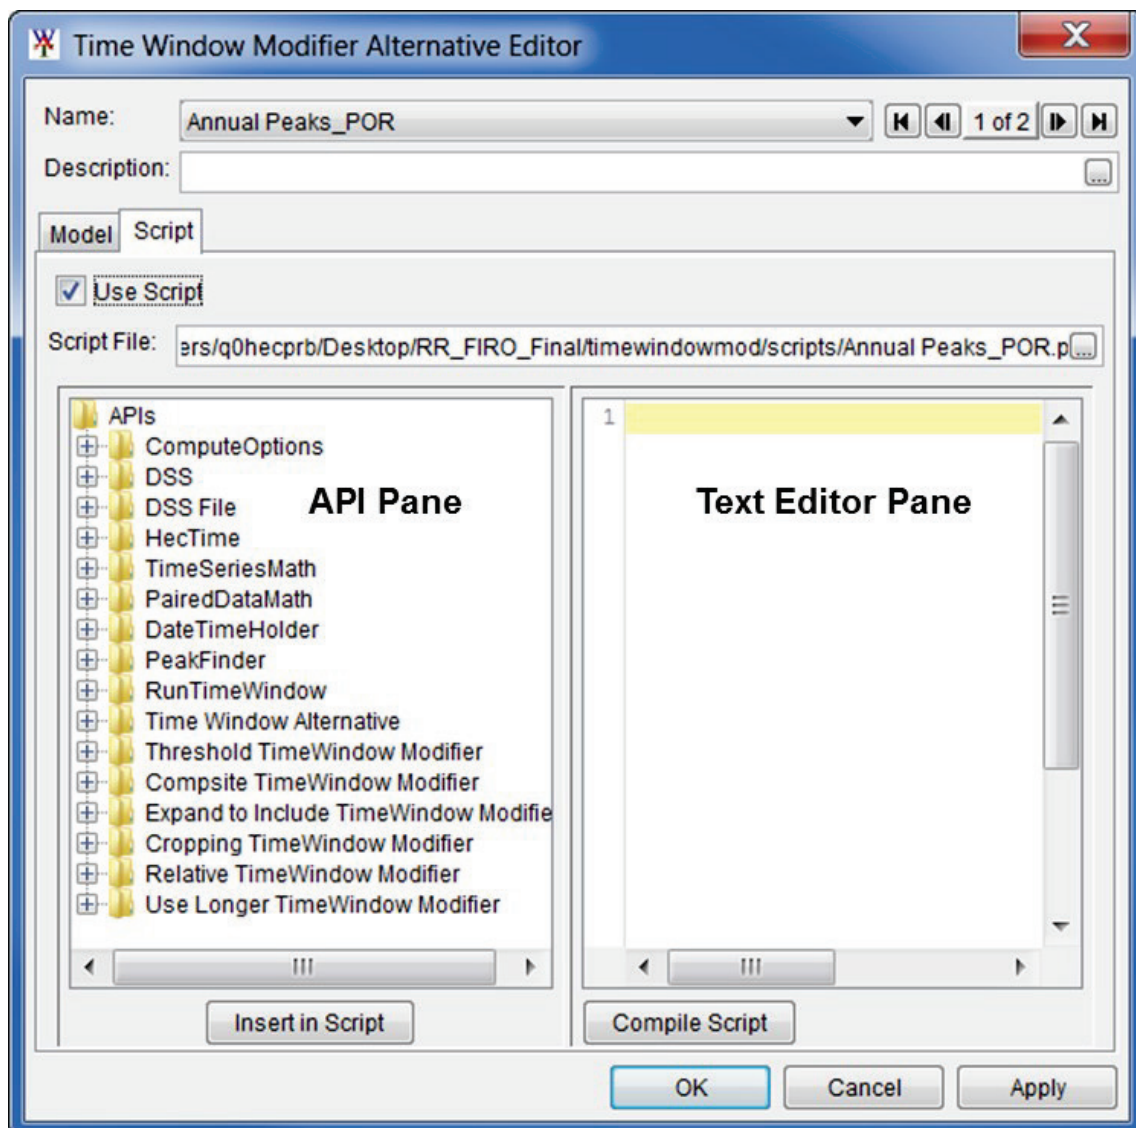 Time Window Modifier Alternative Editor
Name:
Annual Peaks_POR
1 of 2
Description:
...
Model
Script
Use Script
Script File:
ers/q0hecprb/Desktop/RR_FIRO_Final/timewindowmod/scripts/Annual Peaks_POR.p
...
APIs
ComputeOptions
DSS
DSS File
HecTime
TimeSeriesMath
PairedDataMath
DateTimeHolder
PeakFinder
RunTimeWindow
Time Window Alternative
Threshold TimeWindow Modifier
Compsite TimeWindow Modifier
Expand to Include TimeWindow Modifie
Cropping TimeWindow Modifier
Relative TimeWindow Modifier
Use Longer TimeWindow Modifier
API Pane
1
Text Editor Pane
Insert in Script
Compile Script
OK
Cancel
Apply